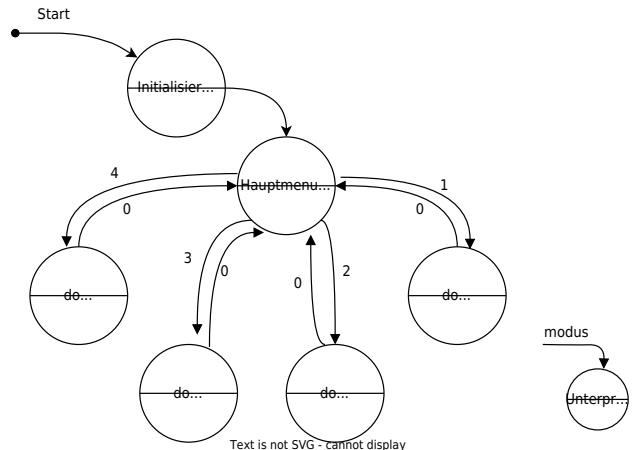 Start
Initialisier...
Hauptmenu...
4
1
0
0
3
0
2
0
do...
do...
do...
do...
modus
Unterpr...
Text is not SVG - cannot display